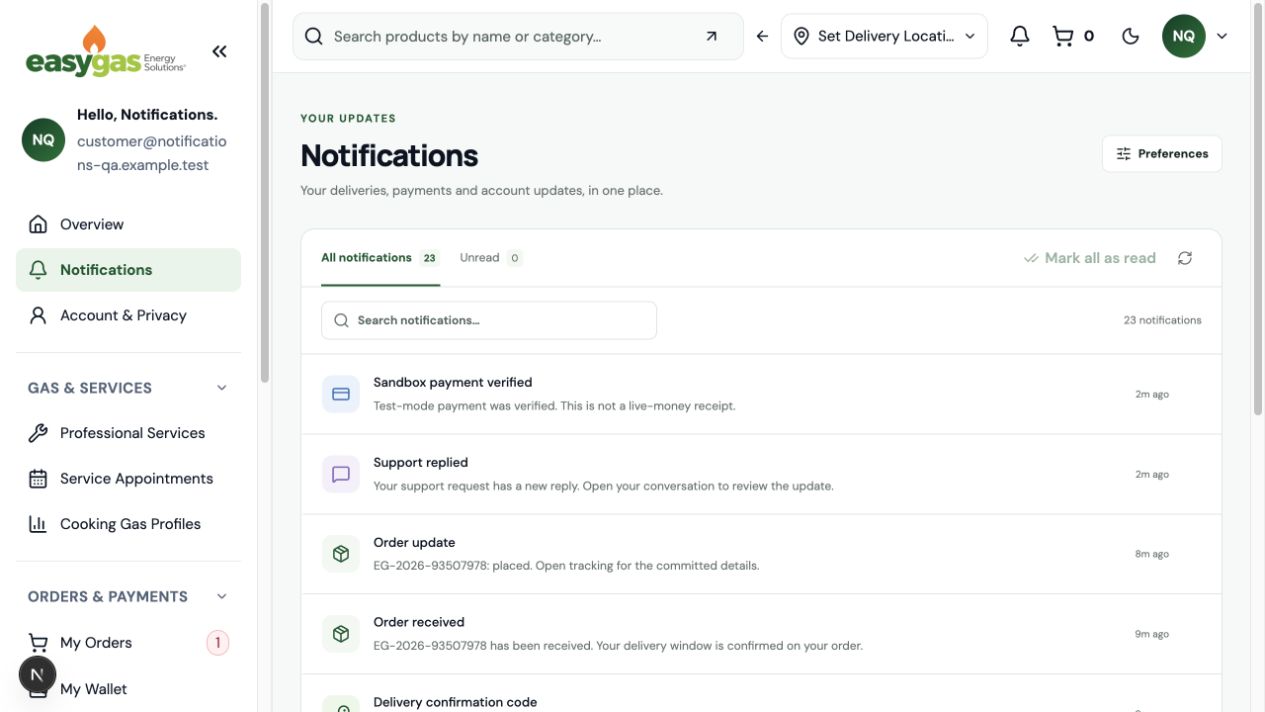 easygas Energy Solutions
Hello, Notifications.
NQ
customer@notificatio
ns-qa.example.test
Overview
Notifications
Account & Privacy
GAS & SERVICES
Professional Services
Service Appointments
Cooking Gas Profiles
ORDERS & PAYMENTS
My Orders 1
N
My Wallet
Search products by name or category...
Set Delivery Locati...
0
NQ
YOUR UPDATES
Notifications
Preferences
Your deliveries, payments and account updates, in one place.
All notifications 23 Unread 0
Mark all as read
Search notifications...
23 notifications
Sandbox payment verified
Test-mode payment was verified. This is not a live-money receipt.
2m ago
Support replied
Your support request has a new reply. Open your conversation to review the update.
2m ago
Order update
EG-2026-93507978: placed. Open tracking for the committed details.
8m ago
Order received
EG-2026-93507978 has been received. Your delivery window is confirmed on your order.
9m ago
Delivery confirmation code